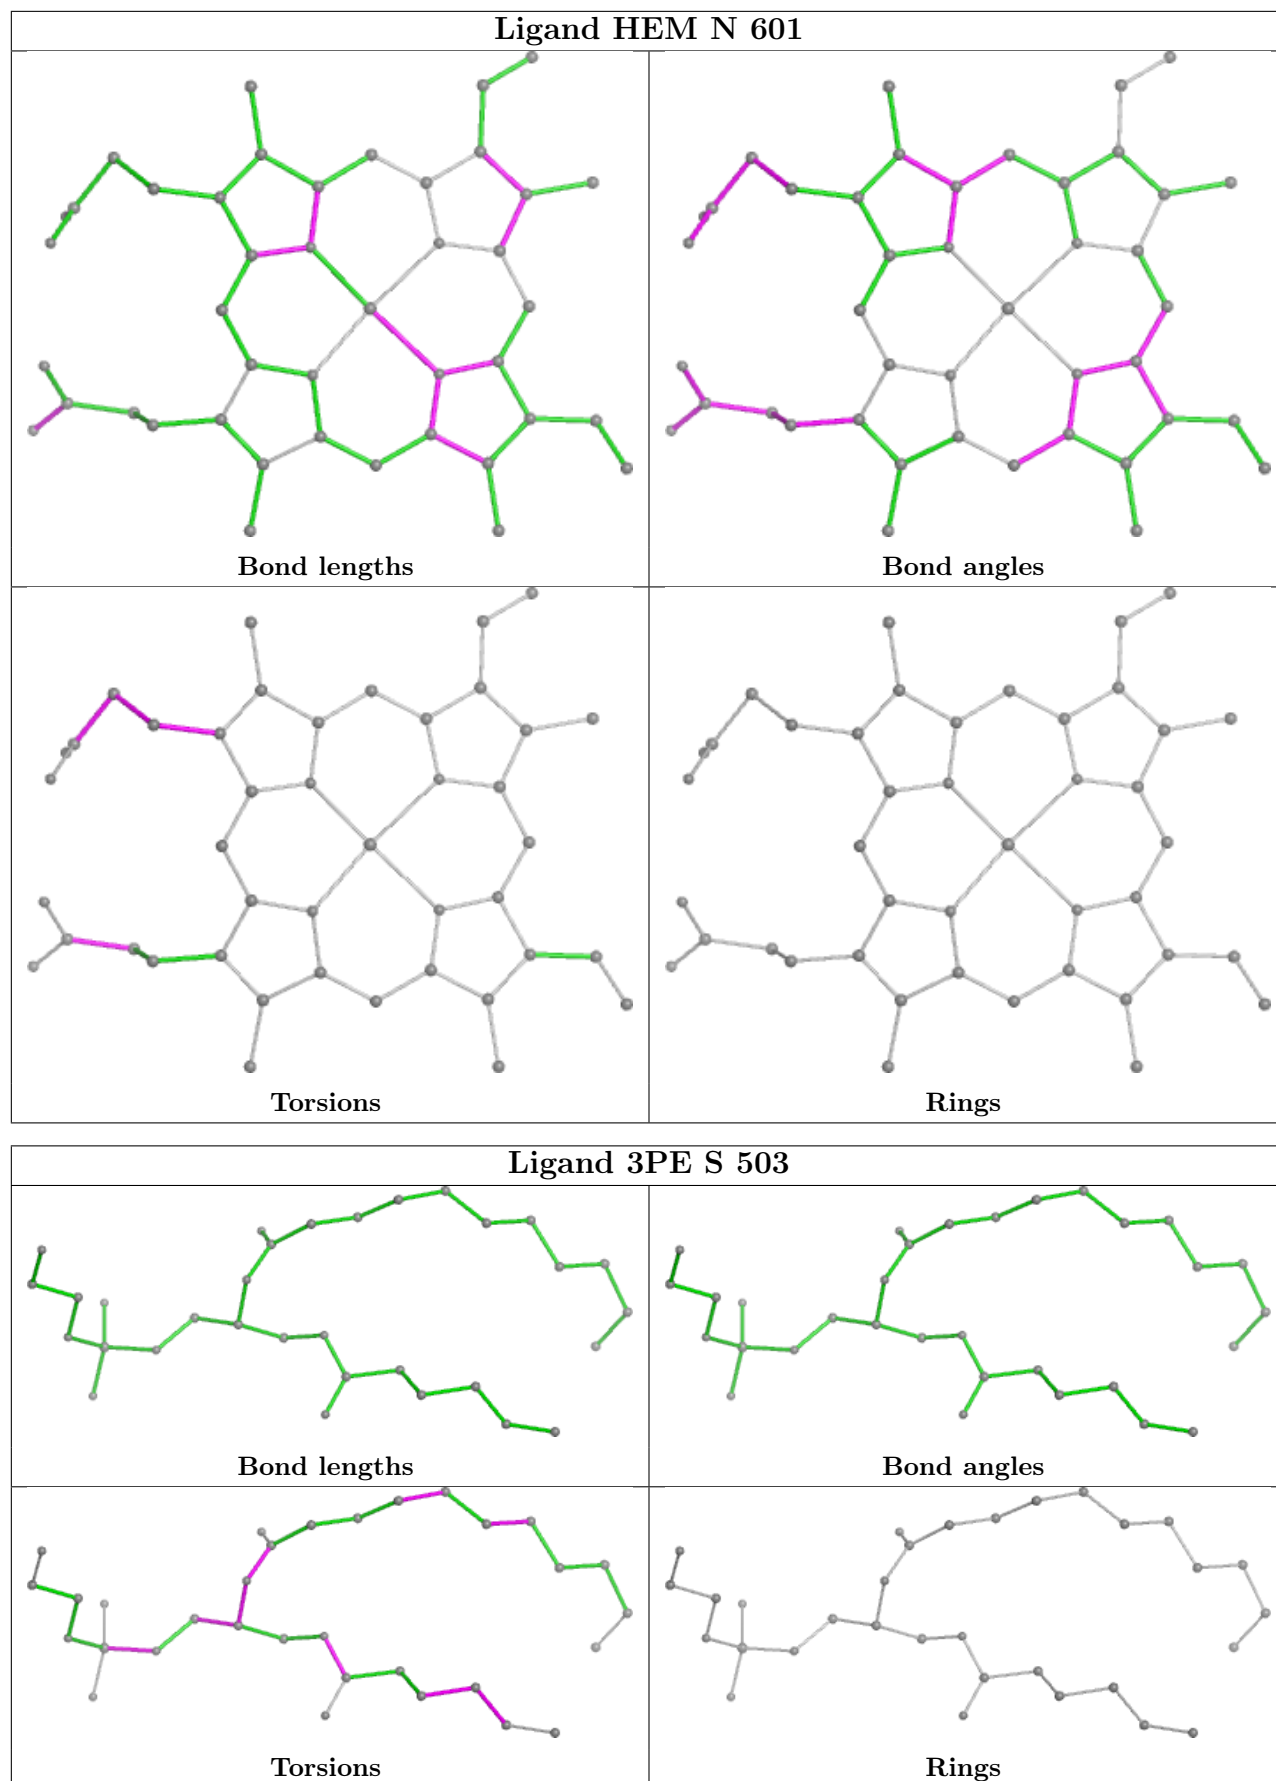 Ligand HEM N 601
Bond lengths
Bond angles
Torsions
Rings
Ligand 3PE S 503
Bond lengths
Bond angles
Torsions
Rings